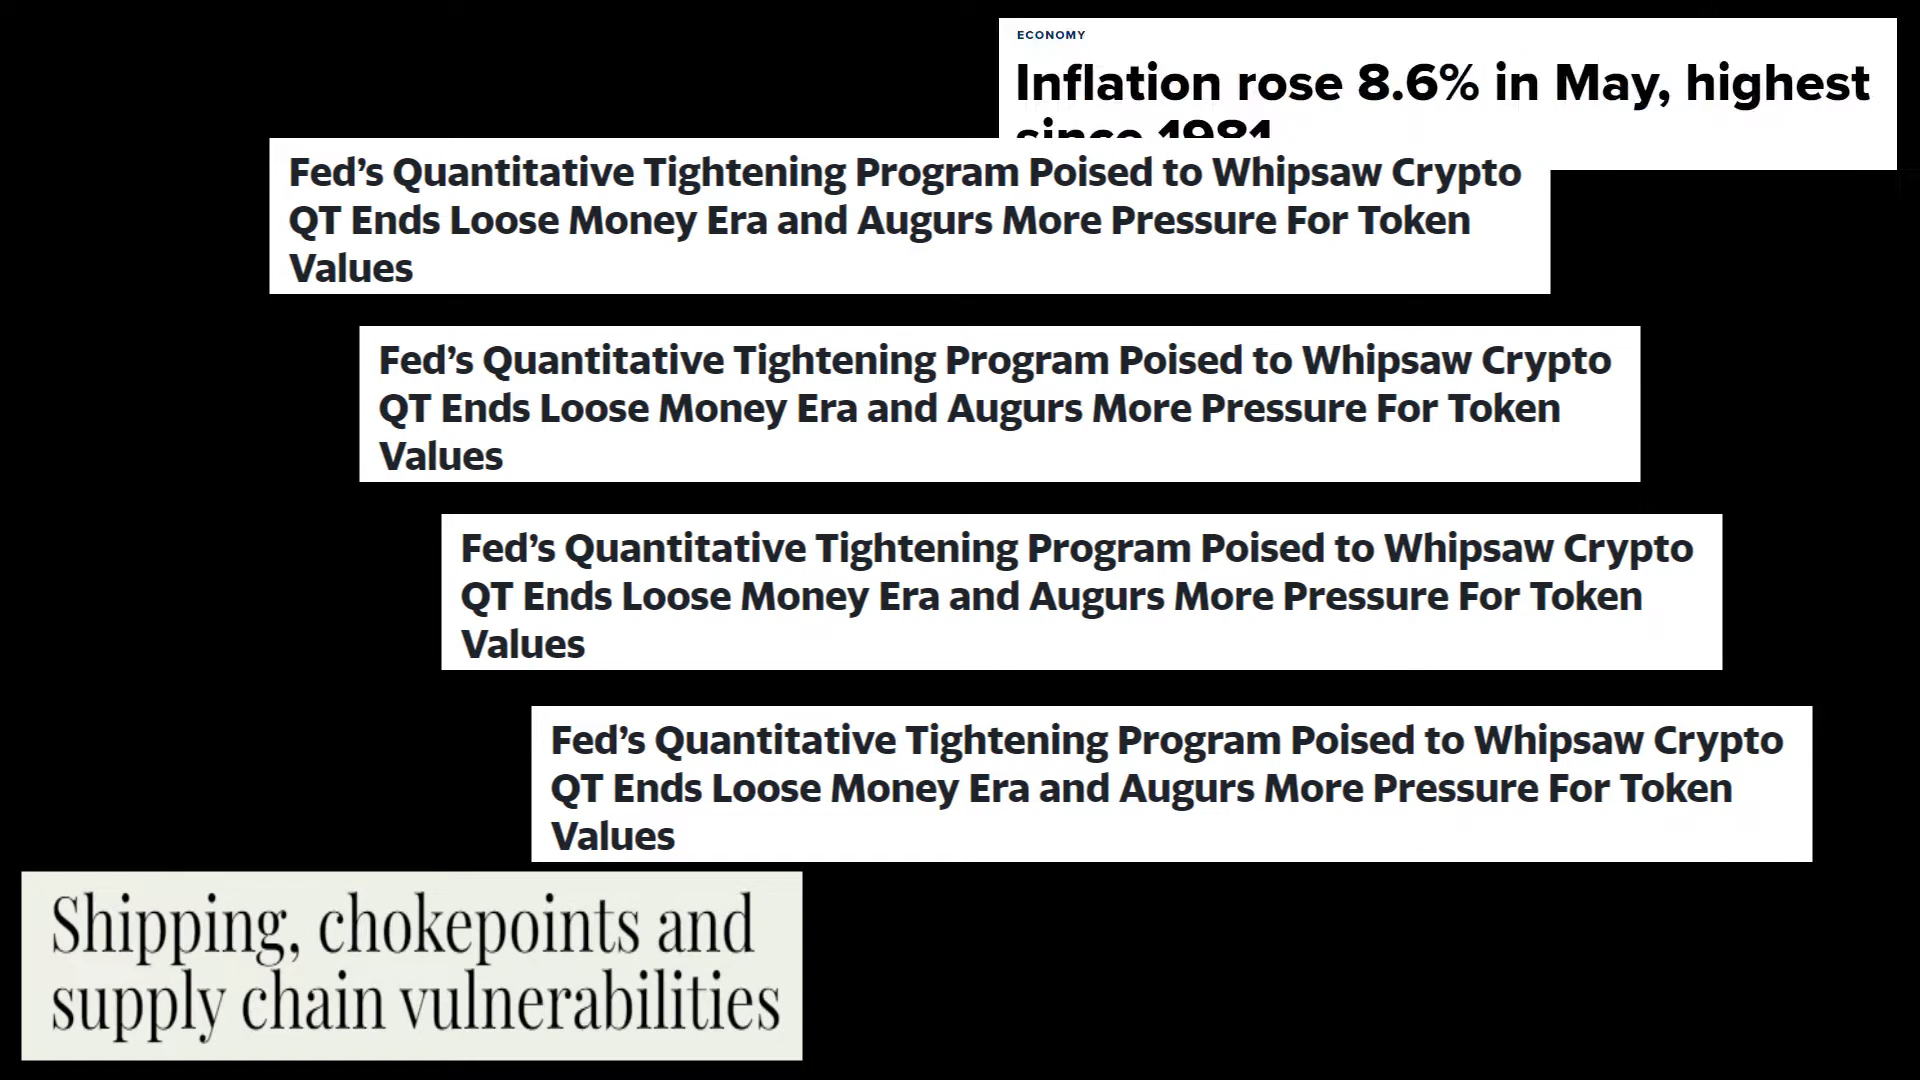 ECONOMY
Inflation rose 8.6% in May, highest
since 1981
Fed’s Quantitative Tightening Program Poised to Whipsaw Crypto
QT Ends Loose Money Era and Augurs More Pressure For Token
Values
Fed’s Quantitative Tightening Program Poised to Whipsaw Crypto
QT Ends Loose Money Era and Augurs More Pressure For Token
Values
Fed’s Quantitative Tightening Program Poised to Whipsaw Crypto
QT Ends Loose Money Era and Augurs More Pressure For Token
Values
Fed’s Quantitative Tightening Program Poised to Whipsaw Crypto
QT Ends Loose Money Era and Augurs More Pressure For Token
Values
Shipping, chokepoints and
supply chain vulnerabilities